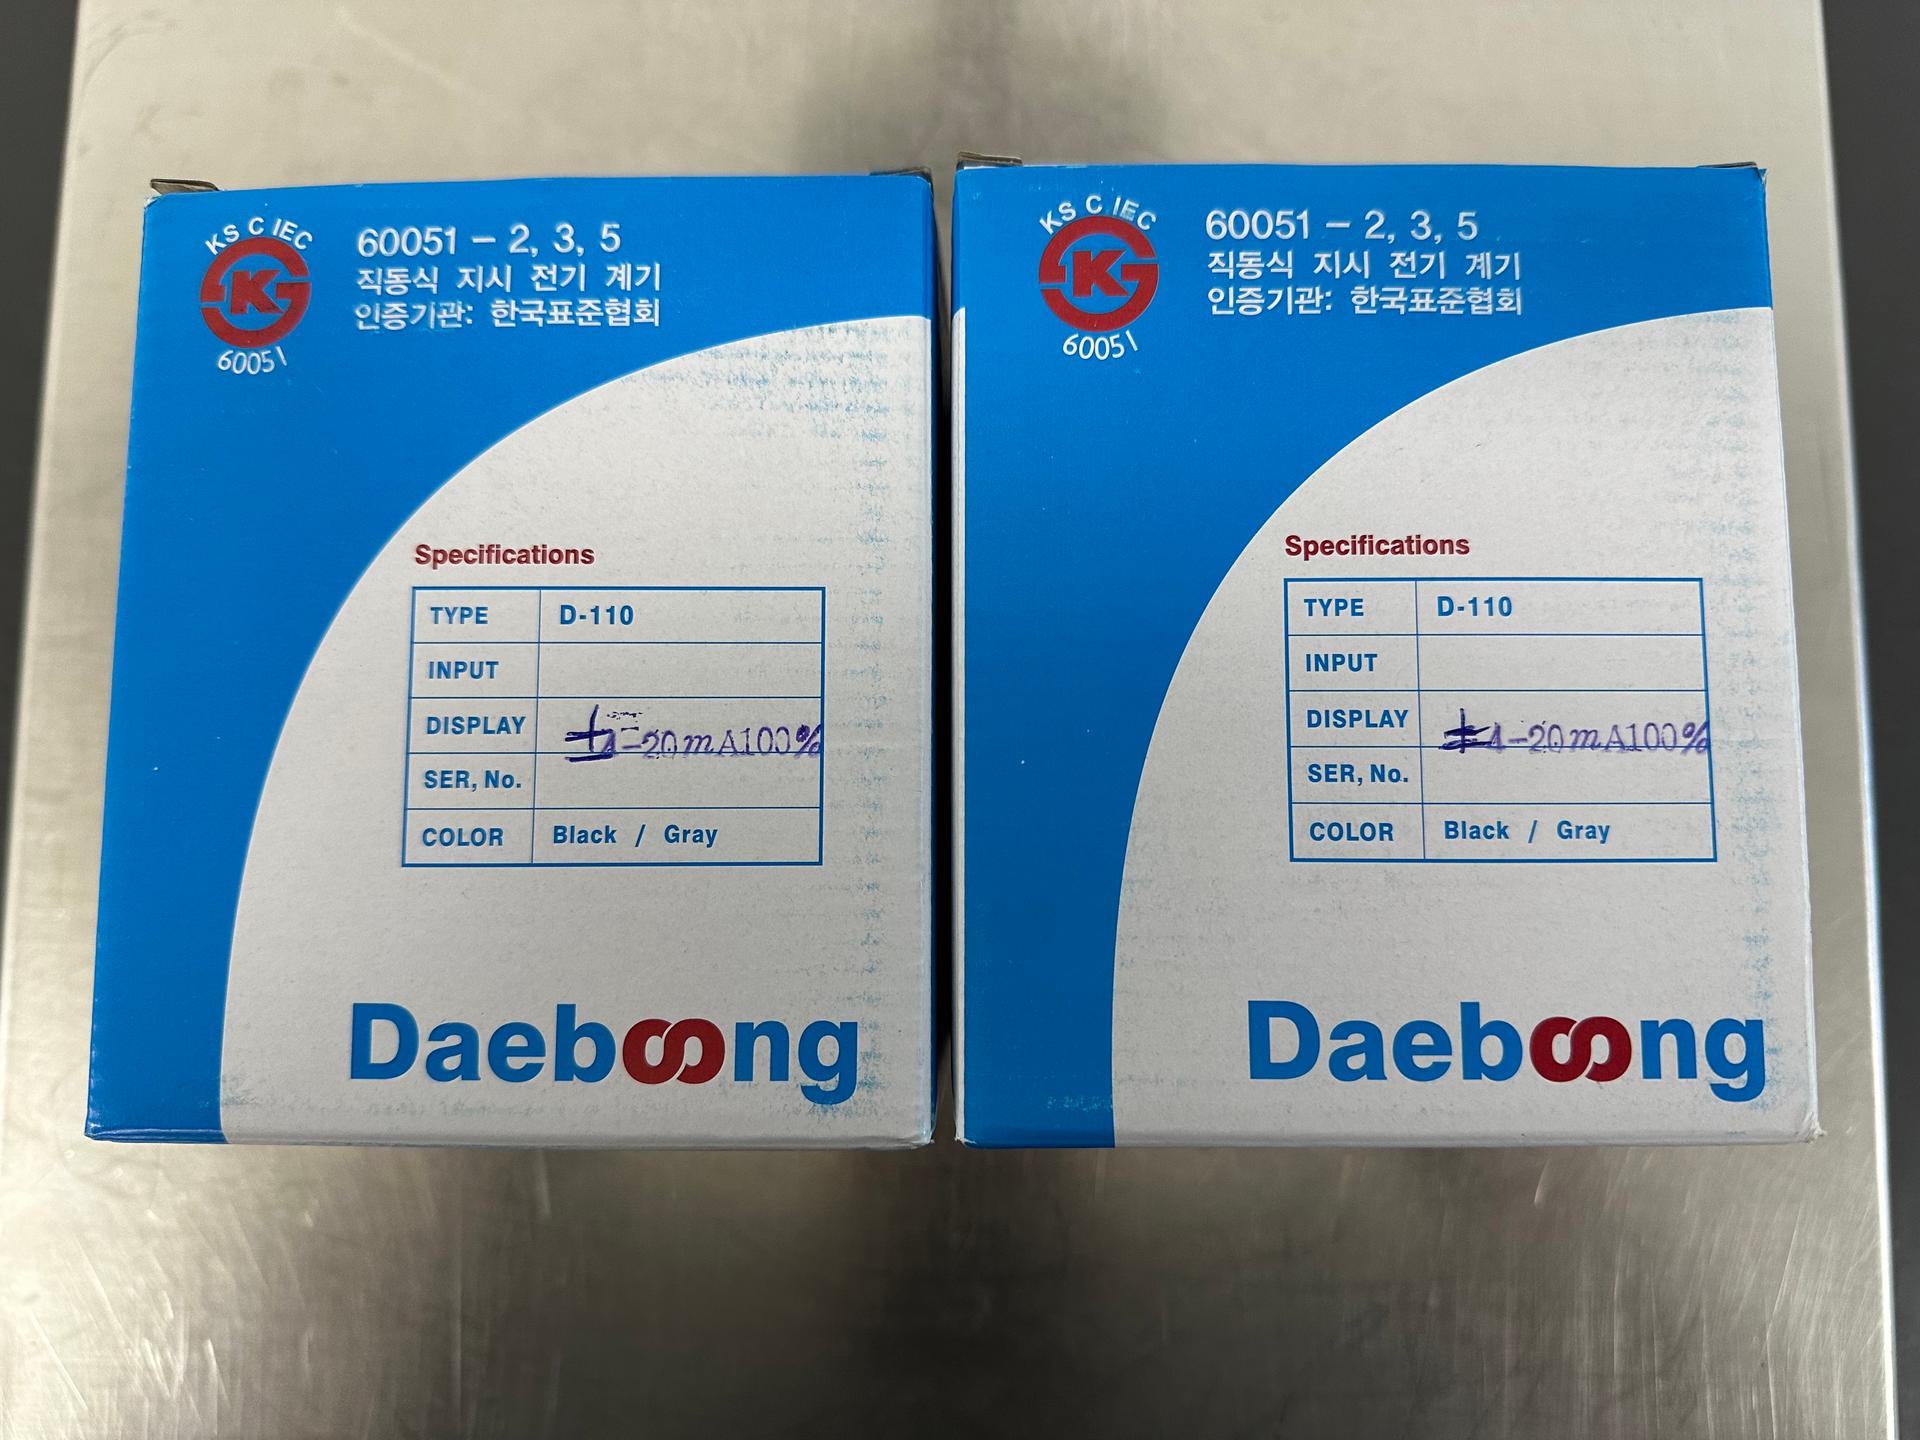 KS C IEC
60051
60051 – 2, 3, 5
직동식 지시 전기 계기
인증기관: 한국표준협회
Specifications
TYPE D-110
INPUT
DISPLAY ±4-20mA100%
SER, No.
COLOR Black / Gray
Daeboong
KS C IEC
60051
60051 – 2, 3, 5
직동식 지시 전기 계기
인증기관: 한국표준협회
Specifications
TYPE D-110
INPUT
DISPLAY ±4-20mA100%
SER, No.
COLOR Black / Gray
Daeboong